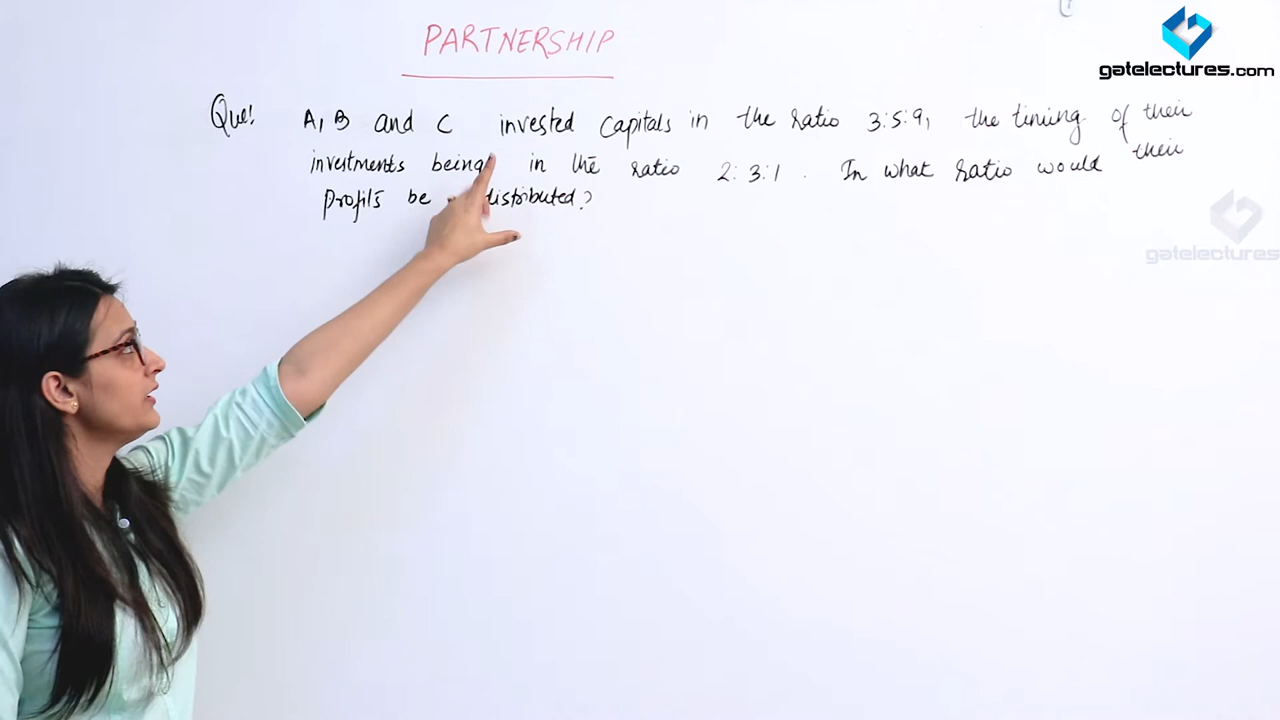 PARTNERSHIP
gatelectures.com
Que! A, B and C invested capitals in the ratio 3:5:9, the timing of their
investments being in the ratio 2:3:1. In what ratio would their
profits be distributed?
gatelectures